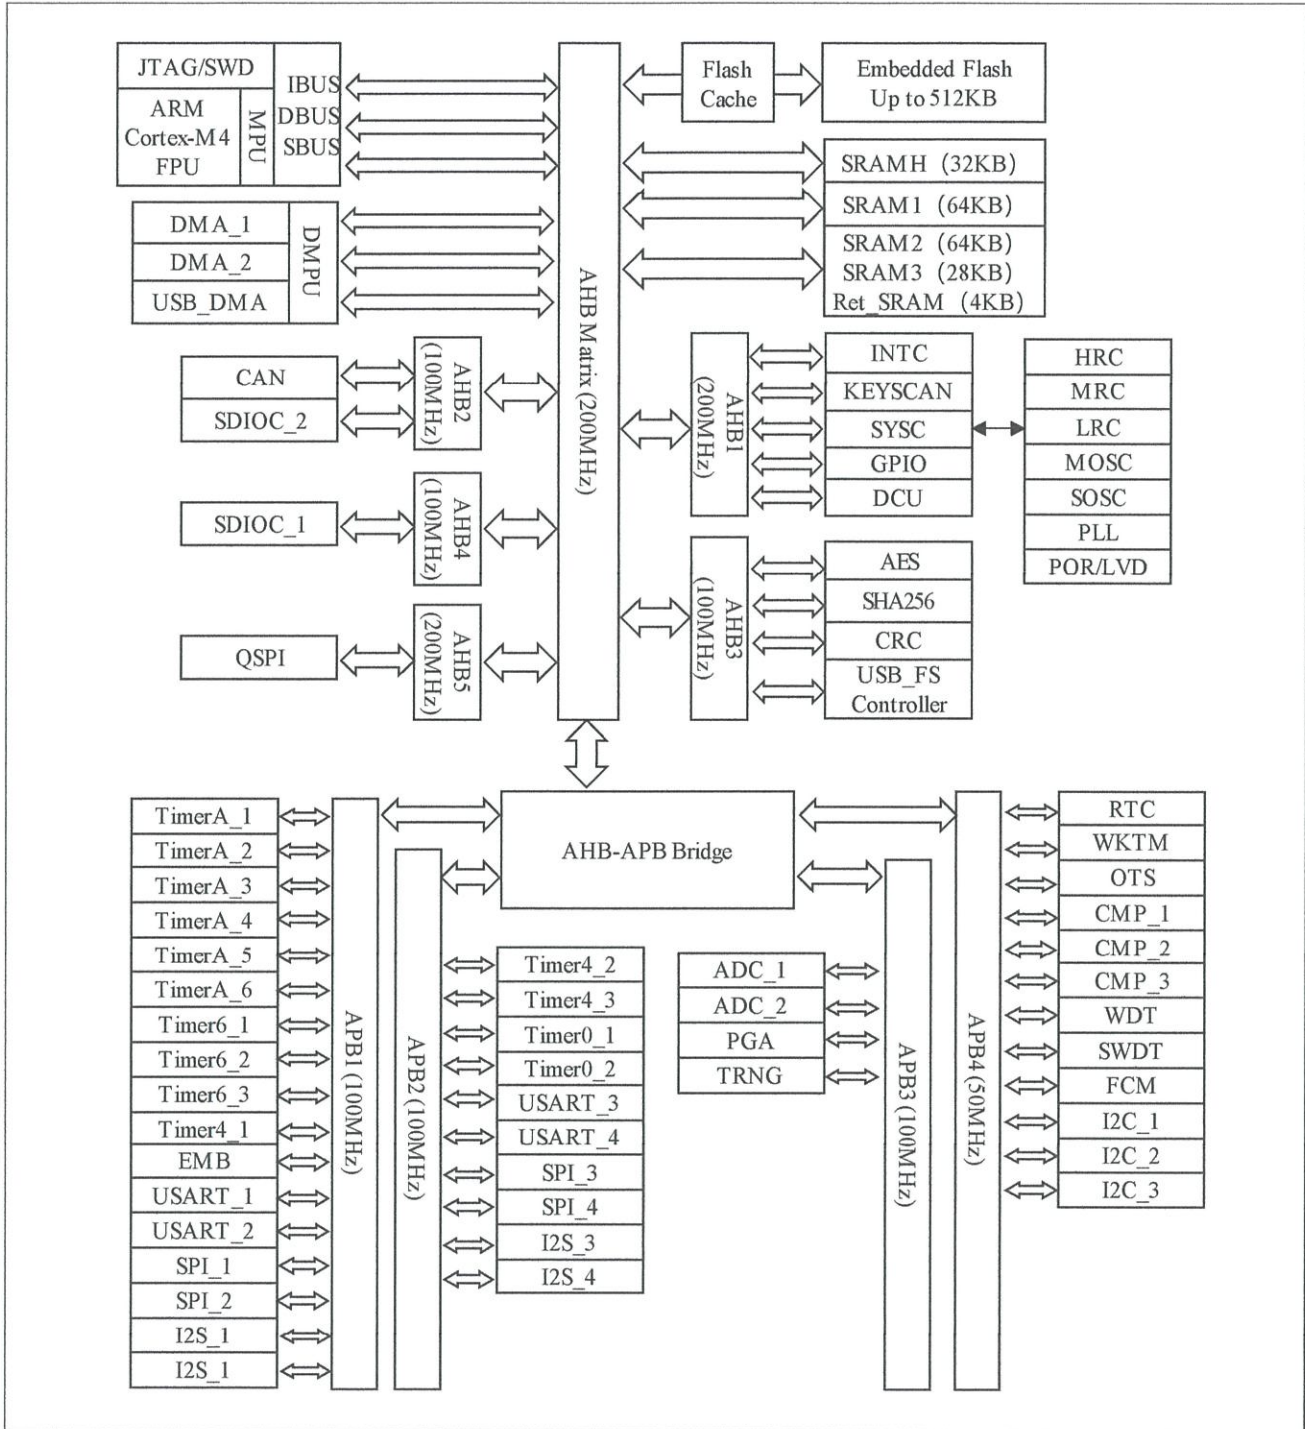 JTAG/SWD
ARM
Cortex-M4
FPU
MPU
IBUS
DBUS
SBUS
DMA_1
DMA_2
USB_DMA
DMPU
CAN
SDIOC_2
AHB2
(100MHz)
SDIOC_1
AHB4
(100MHz)
QSPI
AHB5
(200MHz)
AHB Matrix (200MHz)
Flash
Cache
Embedded Flash
Up to 512KB
SRAMH (32KB)
SRAM1 (64KB)
SRAM2 (64KB)
SRAM3 (28KB)
Ret_SRAM (4KB)
AHB1
(200MHz)
INTC
KEYSCAN
SYSC
GPIO
DCU
HRC
MRC
LRC
MOSC
SOSC
PLL
POR/LVD
AHB3
(100MHz)
AES
SHA256
CRC
USB_FS
Controller
AHB-APB Bridge
TimerA_1
TimerA_2
TimerA_3
TimerA_4
TimerA_5
TimerA_6
Timer6_1
Timer6_2
Timer6_3
Timer4_1
EMB
USART_1
USART_2
SPI_1
SPI_2
I2S_1
I2S_1
APB1 (100MHz)
APB2 (100MHz)
Timer4_2
Timer4_3
Timer0_1
Timer0_2
USART_3
USART_4
SPI_3
SPI_4
I2S_3
I2S_4
ADC_1
ADC_2
PGA
TRNG
APB3 (100MHz)
APB4 (50MHz)
RTC
WKTM
OTS
CMP_1
CMP_2
CMP_3
WDT
SWDT
FCM
I2C_1
I2C_2
I2C_3